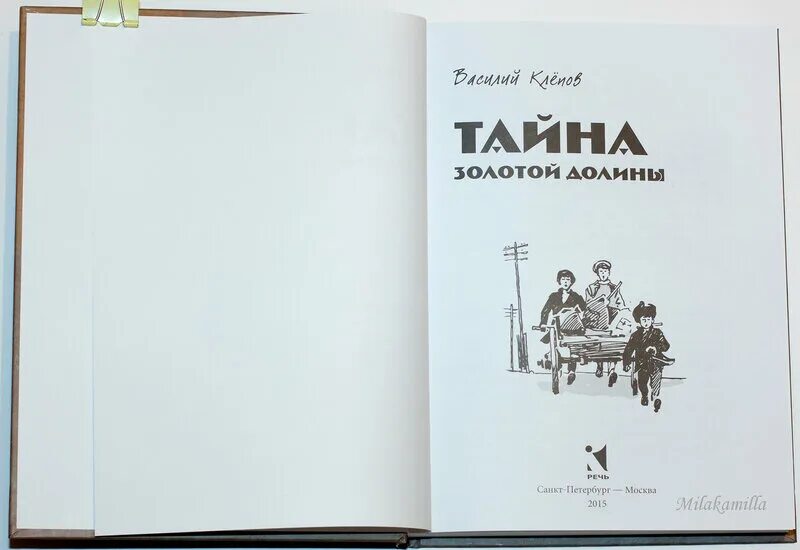 Василий Клёпов
ТАЙНА
ЗОЛОТОЙ ДОЛИНЫ
РЕЧЬ
Санкт-Петербург — Москва
2015
Milakamilla